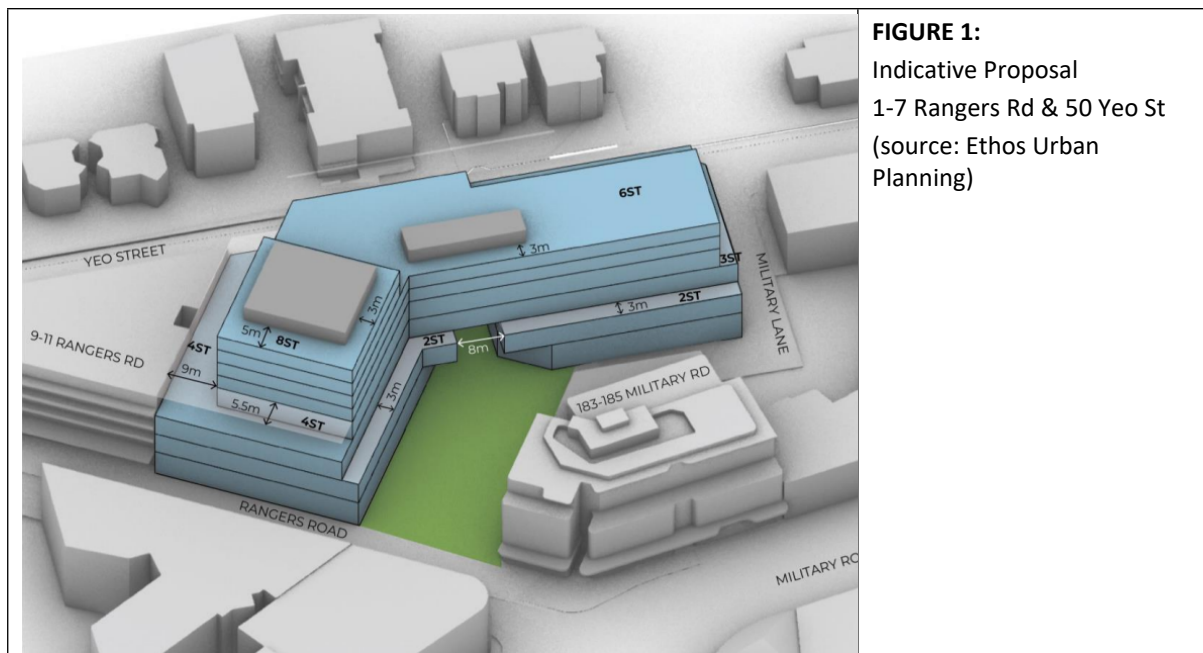 FIGURE 1:
Indicative Proposal
1-7 Rangers Rd & 50 Yeo St
(source: Ethos Urban
Planning)
6ST
3m
3ST
YEO STREET
2ST
3m
MILITARY LANE
3m
5m
8ST
2ST
8m
9-11 RANGERS RD
4ST
9m
5.5m
4ST
3m
183-185 MILITARY RD
RANGERS ROAD
MILITARY RO